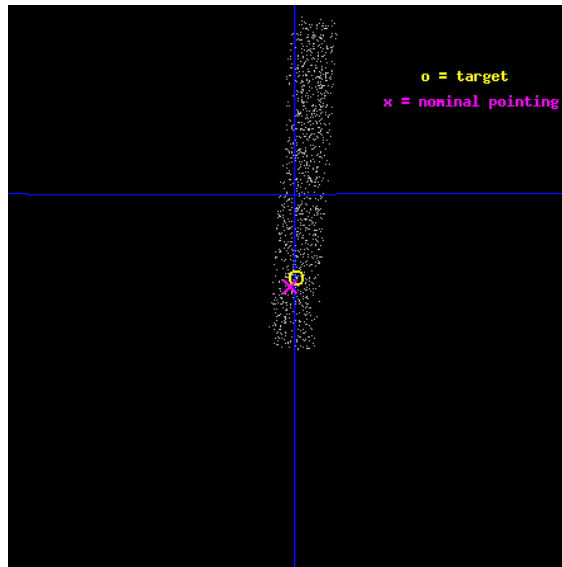 o = target
x = nominal pointing